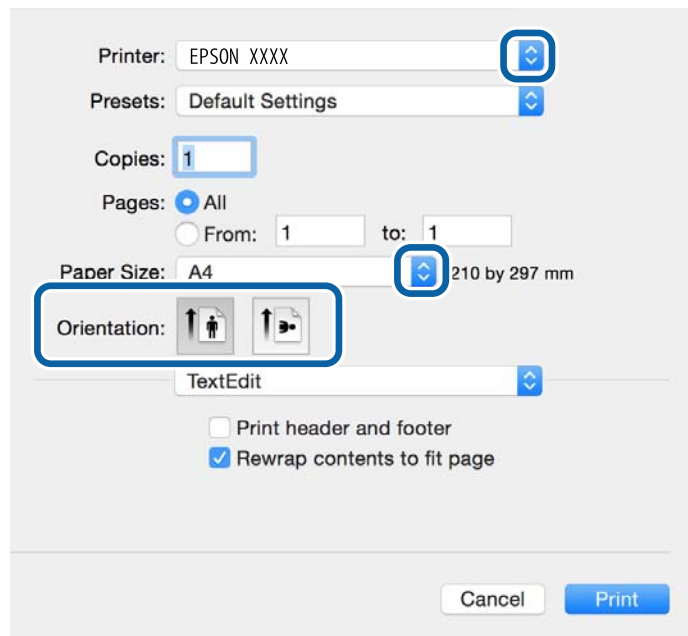 Printer: EPSON XXXX
Presets: Default Settings
Copies: 1
Pages: All
From: 1 to: 1
Paper Size: A4 210 by 297 mm
Orientation:
TextEdit
Print header and footer
Rewrap contents to fit page
Cancel Print